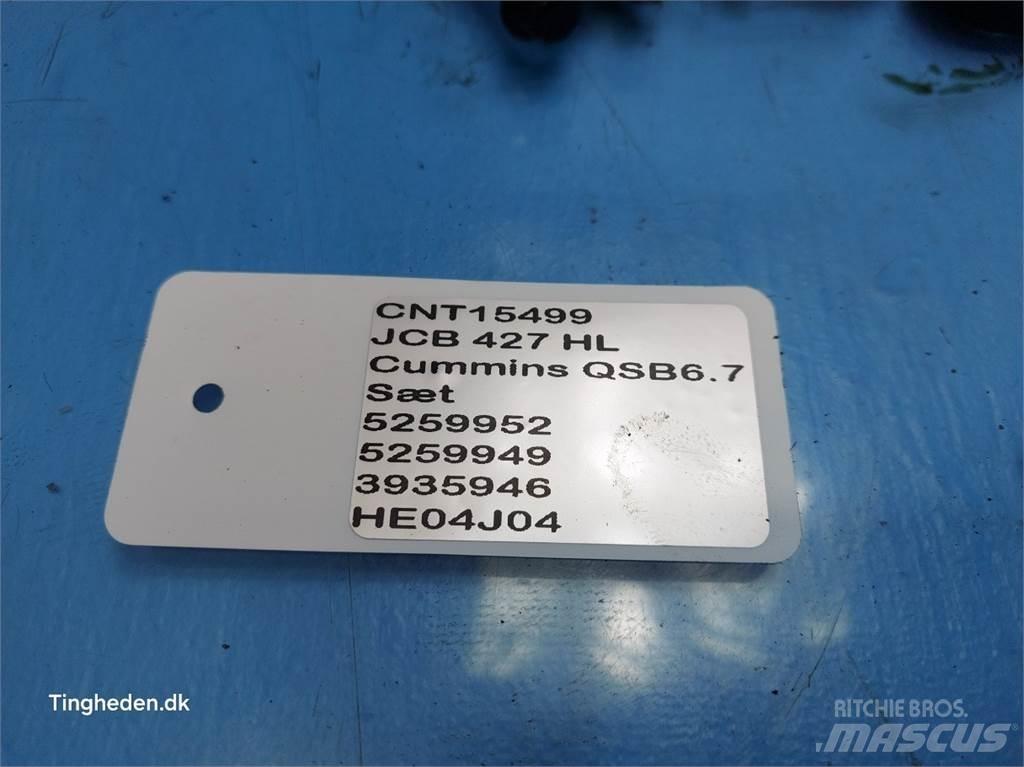 CNT15499
JCB 427 HL
Cummins QSB6.7
Sæt
5259952
5259949
3935946
HE04J04
Tingheden.dk
RITCHIE BROS.
MASCUS